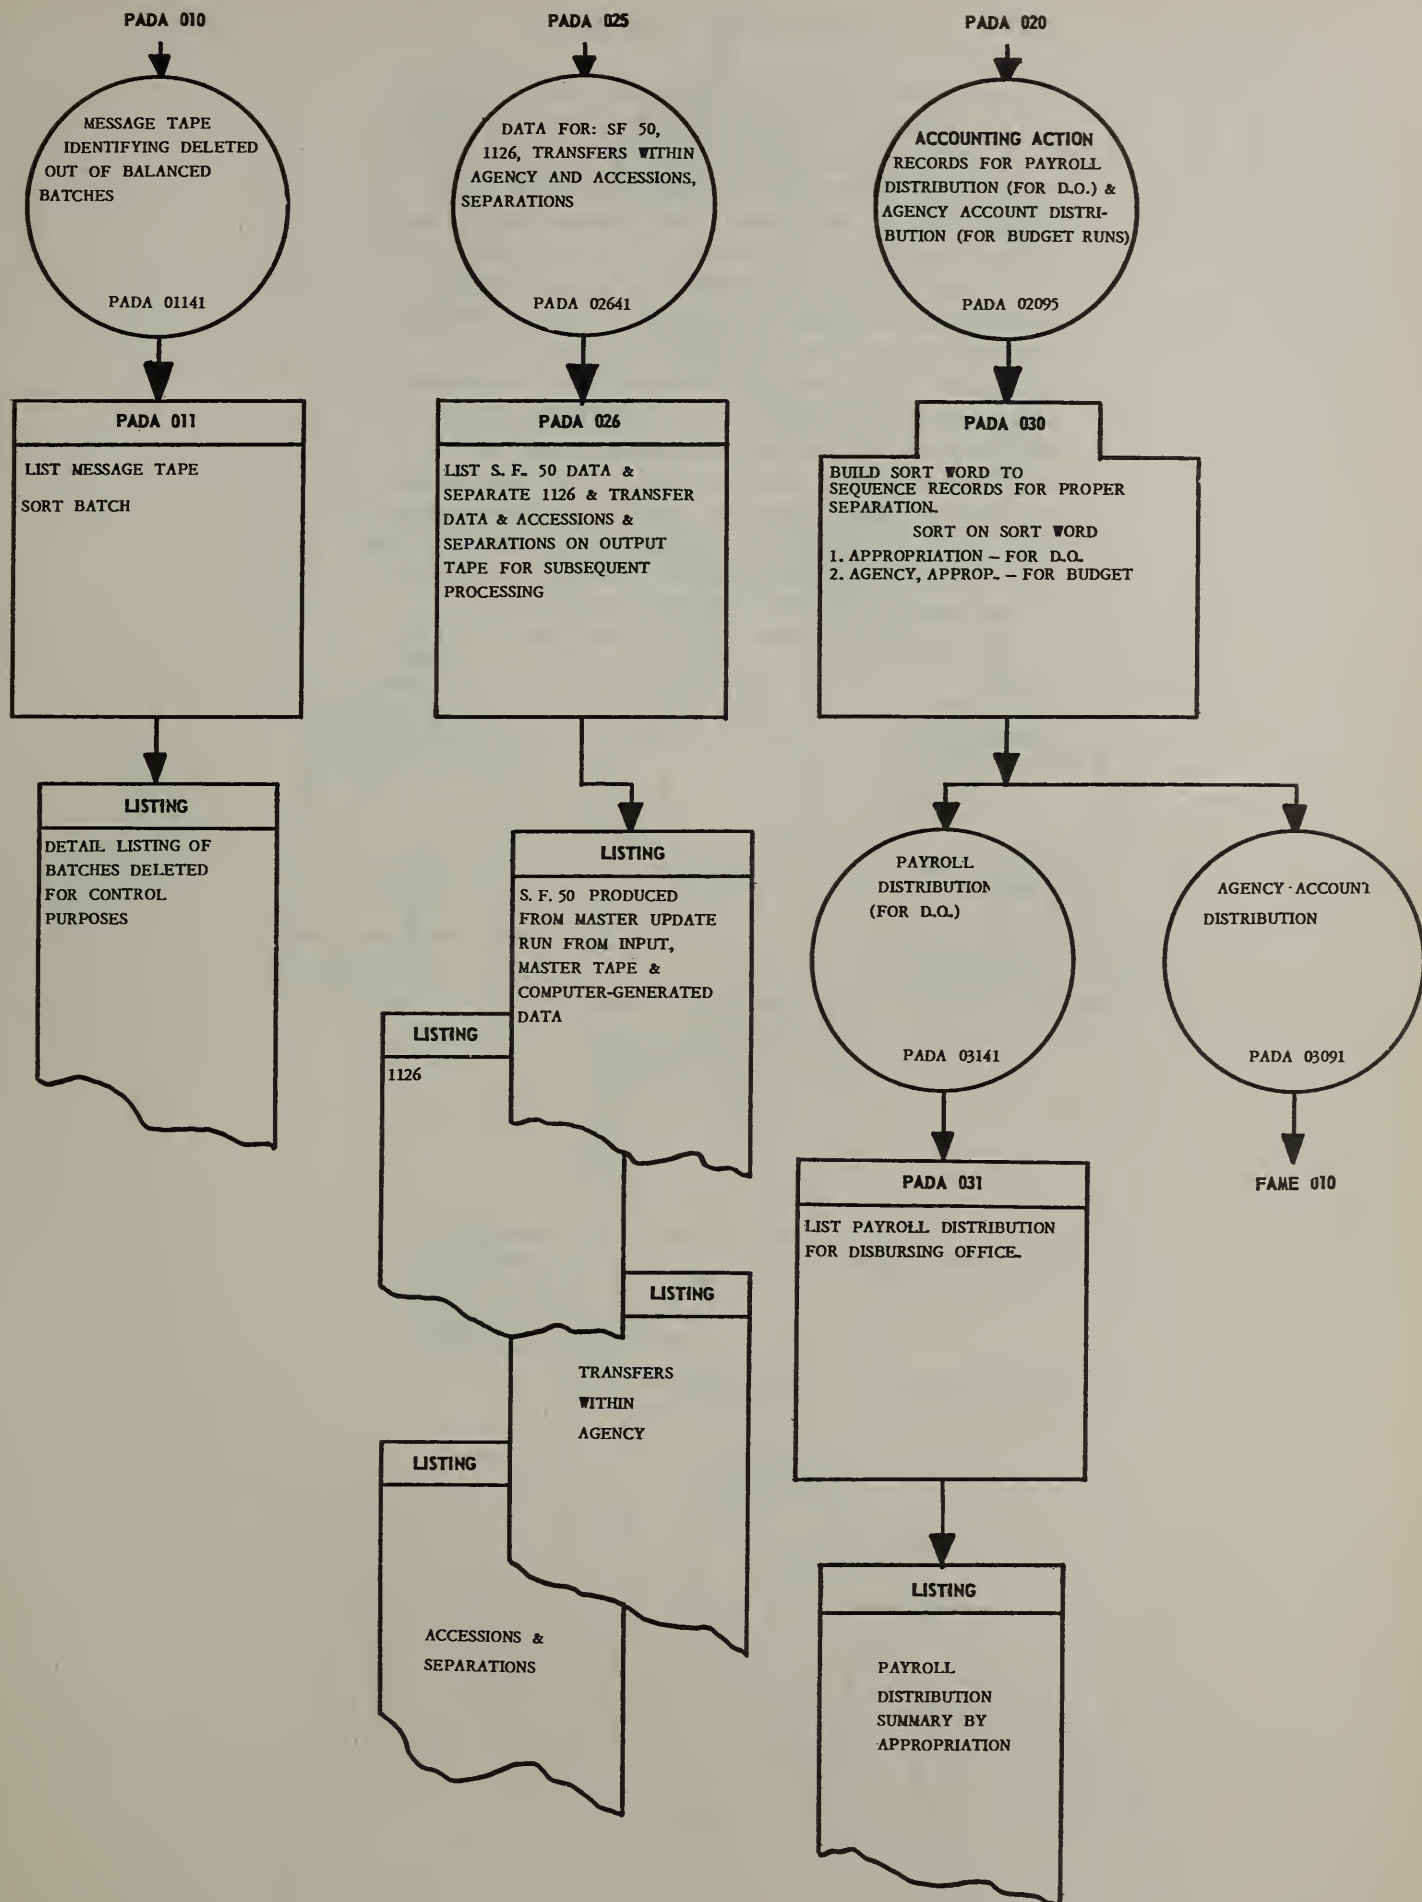 PADA 010
MESSAGE TAPE
IDENTIFYING DELETED
OUT OF BALANCED
BATCHES
PADA 01141
PADA 011
LIST MESSAGE TAPE
SORT BATCH
LISTING
DETAIL LISTING OF
BATCHES DELETED
FOR CONTROL
PURPOSES
PADA 025
DATA FOR: SF 50,
1126, TRANSFERS WITHIN
AGENCY AND ACCESSIONS,
SEPARATIONS
PADA 02641
PADA 026
LIST S. F. 50 DATA &
SEPARATE 1126 & TRANSFER
DATA & ACCESSIONS &
SEPARATIONS ON OUTPUT
TAPE FOR SUBSEQUENT
PROCESSING
LISTING
S. F. 50 PRODUCED
FROM MASTER UPDATE
RUN FROM INPUT,
MASTER TAPE &
COMPUTER-GENERATED
DATA
LISTING
1126
LISTING
TRANSFERS
WITHIN
AGENCY
LISTING
ACCESSIONS &
SEPARATIONS
PADA 020
ACCOUNTING ACTION
RECORDS FOR PAYROLL
DISTRIBUTION (FOR D.O.) &
AGENCY ACCOUNT DISTRI-
BUTION (FOR BUDGET RUNS)
PADA 02095
PADA 030
BUILD SORT WORD TO
SEQUENCE RECORDS FOR PROPER
SEPARATION.
SORT ON SORT WORD
1. APPROPRIATION – FOR D.O.
2. AGENCY, APPROP. – FOR BUDGET
PAYROLL
DISTRIBUTION
(FOR D.O.)
PADA 03141
AGENCY-ACCOUNT
DISTRIBUTION
PADA 03091
FAME 010
PADA 031
LIST PAYROLL DISTRIBUTION
FOR DISBURSING OFFICE.
LISTING
PAYROLL
DISTRIBUTION
SUMMARY BY
APPROPRIATION